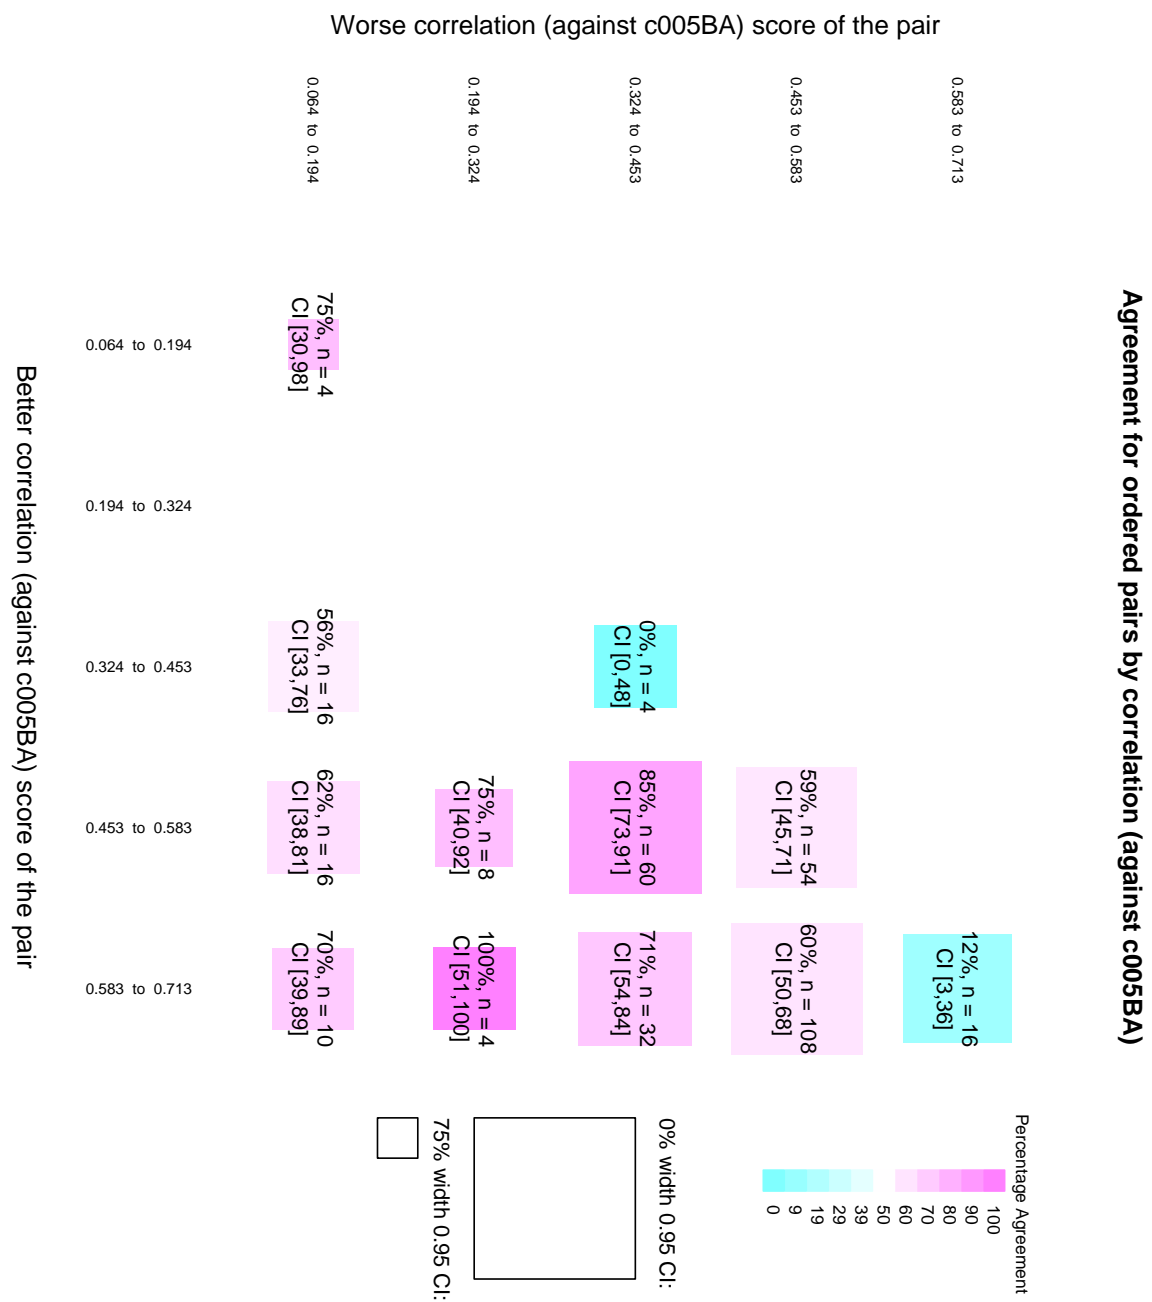 Agreement for ordered pairs by correlation (against c005BA)
Worse correlation (against c005BA) score of the pair
0.583 to 0.713
0.453 to 0.583
0.324 to 0.453
0.194 to 0.324
0.064 to 0.194
12%, n = 16
CI [3,36]
59%, n = 54
CI [45,71]
60%, n = 108
CI [50,68]
0%, n = 4
CI [0,48]
85%, n = 60
CI [73,91]
71%, n = 32
CI [54,84]
75%, n = 8
CI [40,92]
100%, n = 4
CI [51,100]
75%, n = 4
CI [30,98]
56%, n = 16
CI [33,76]
62%, n = 16
CI [38,81]
70%, n = 10
CI [39,89]
0.064 to 0.194
0.194 to 0.324
0.324 to 0.453
0.453 to 0.583
0.583 to 0.713
Better correlation (against c005BA) score of the pair
Percentage Agreement
100
90
80
70
60
50
39
29
19
9
0
0% width 0.95 CI:
75% width 0.95 CI: